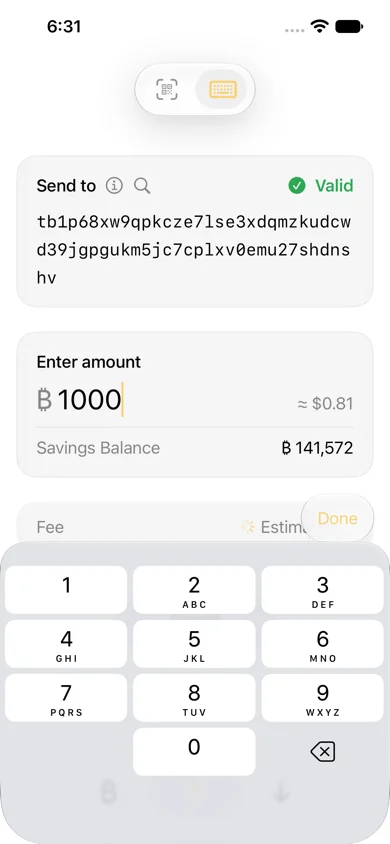 6:31
Send to
Valid
tb1p68xw9qpkcze7lse3xdqmzkudcw
d39jgpgukm5jc7cplxv0emu27shdns
hv
Enter amount
₿ 1000
≈ $0.81
Savings Balance
₿ 141,572
Fee
Done
1
2
ABC
3
DEF
4
GHI
5
JKL
6
MNO
7
PQRS
8
TUV
9
WXYZ
0